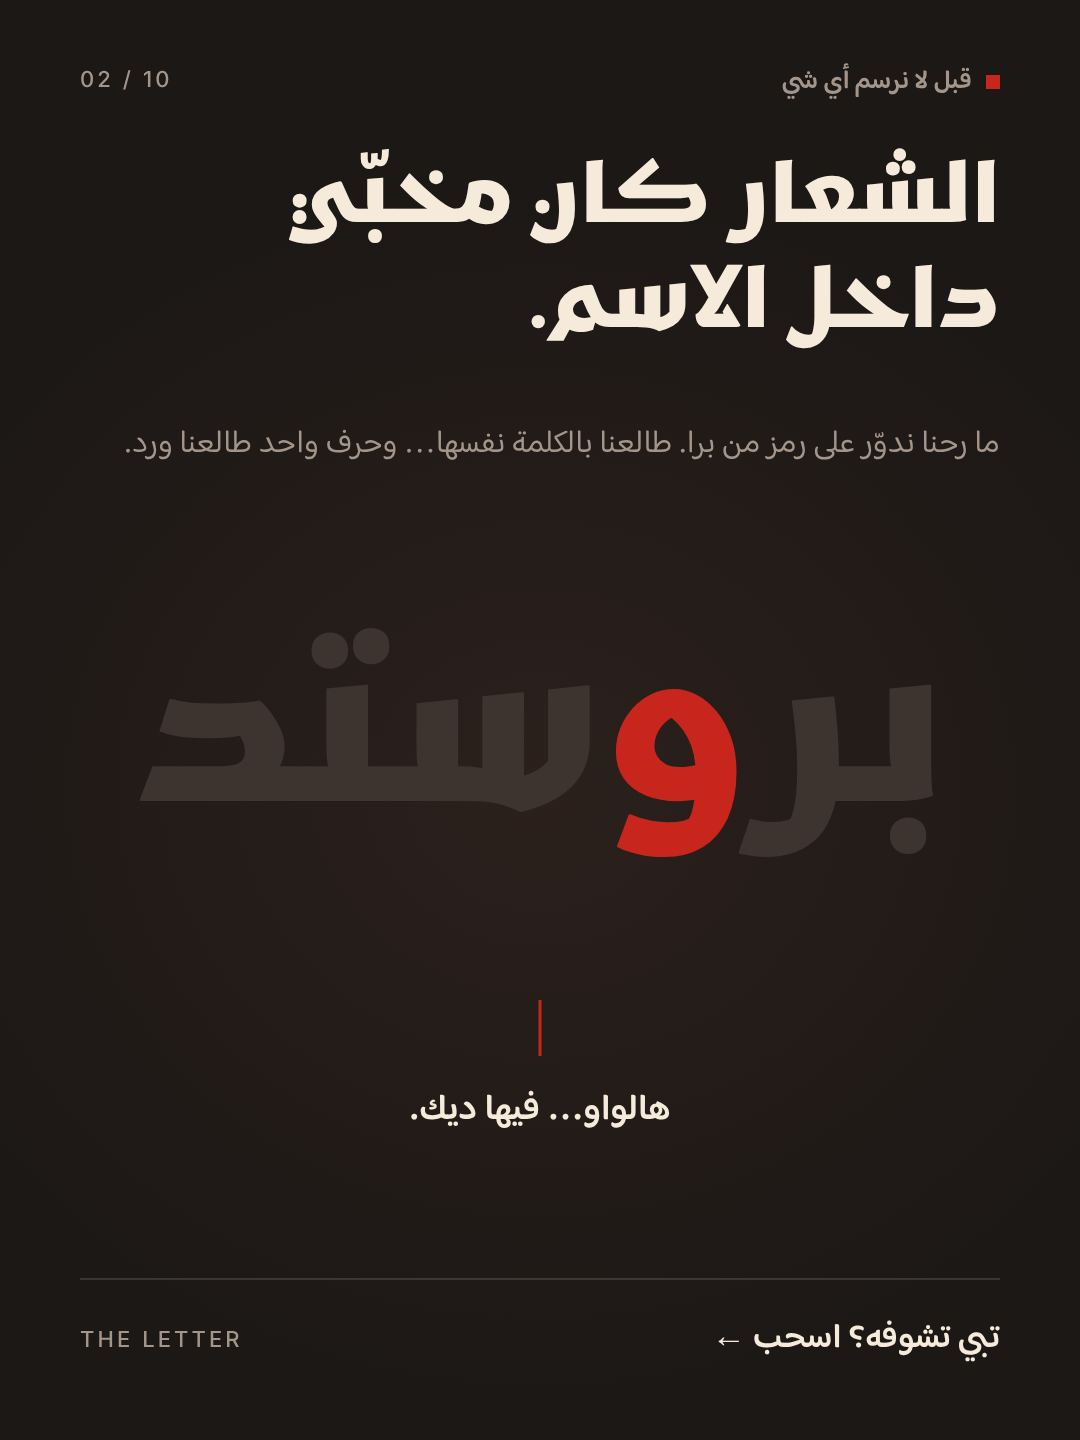 قبل لا نرسم أي شي
02 / 10
الشعار كان مخبّي
داخل الاسم.
ما رحنا ندوّر على رمز من برا. طالعنا بالكلمة نفسها… وحرف واحد طالعنا ورد.
بروستد
هالواو… فيها ديك.
تبي تشوفه؟ اسحب ←
THE LETTER